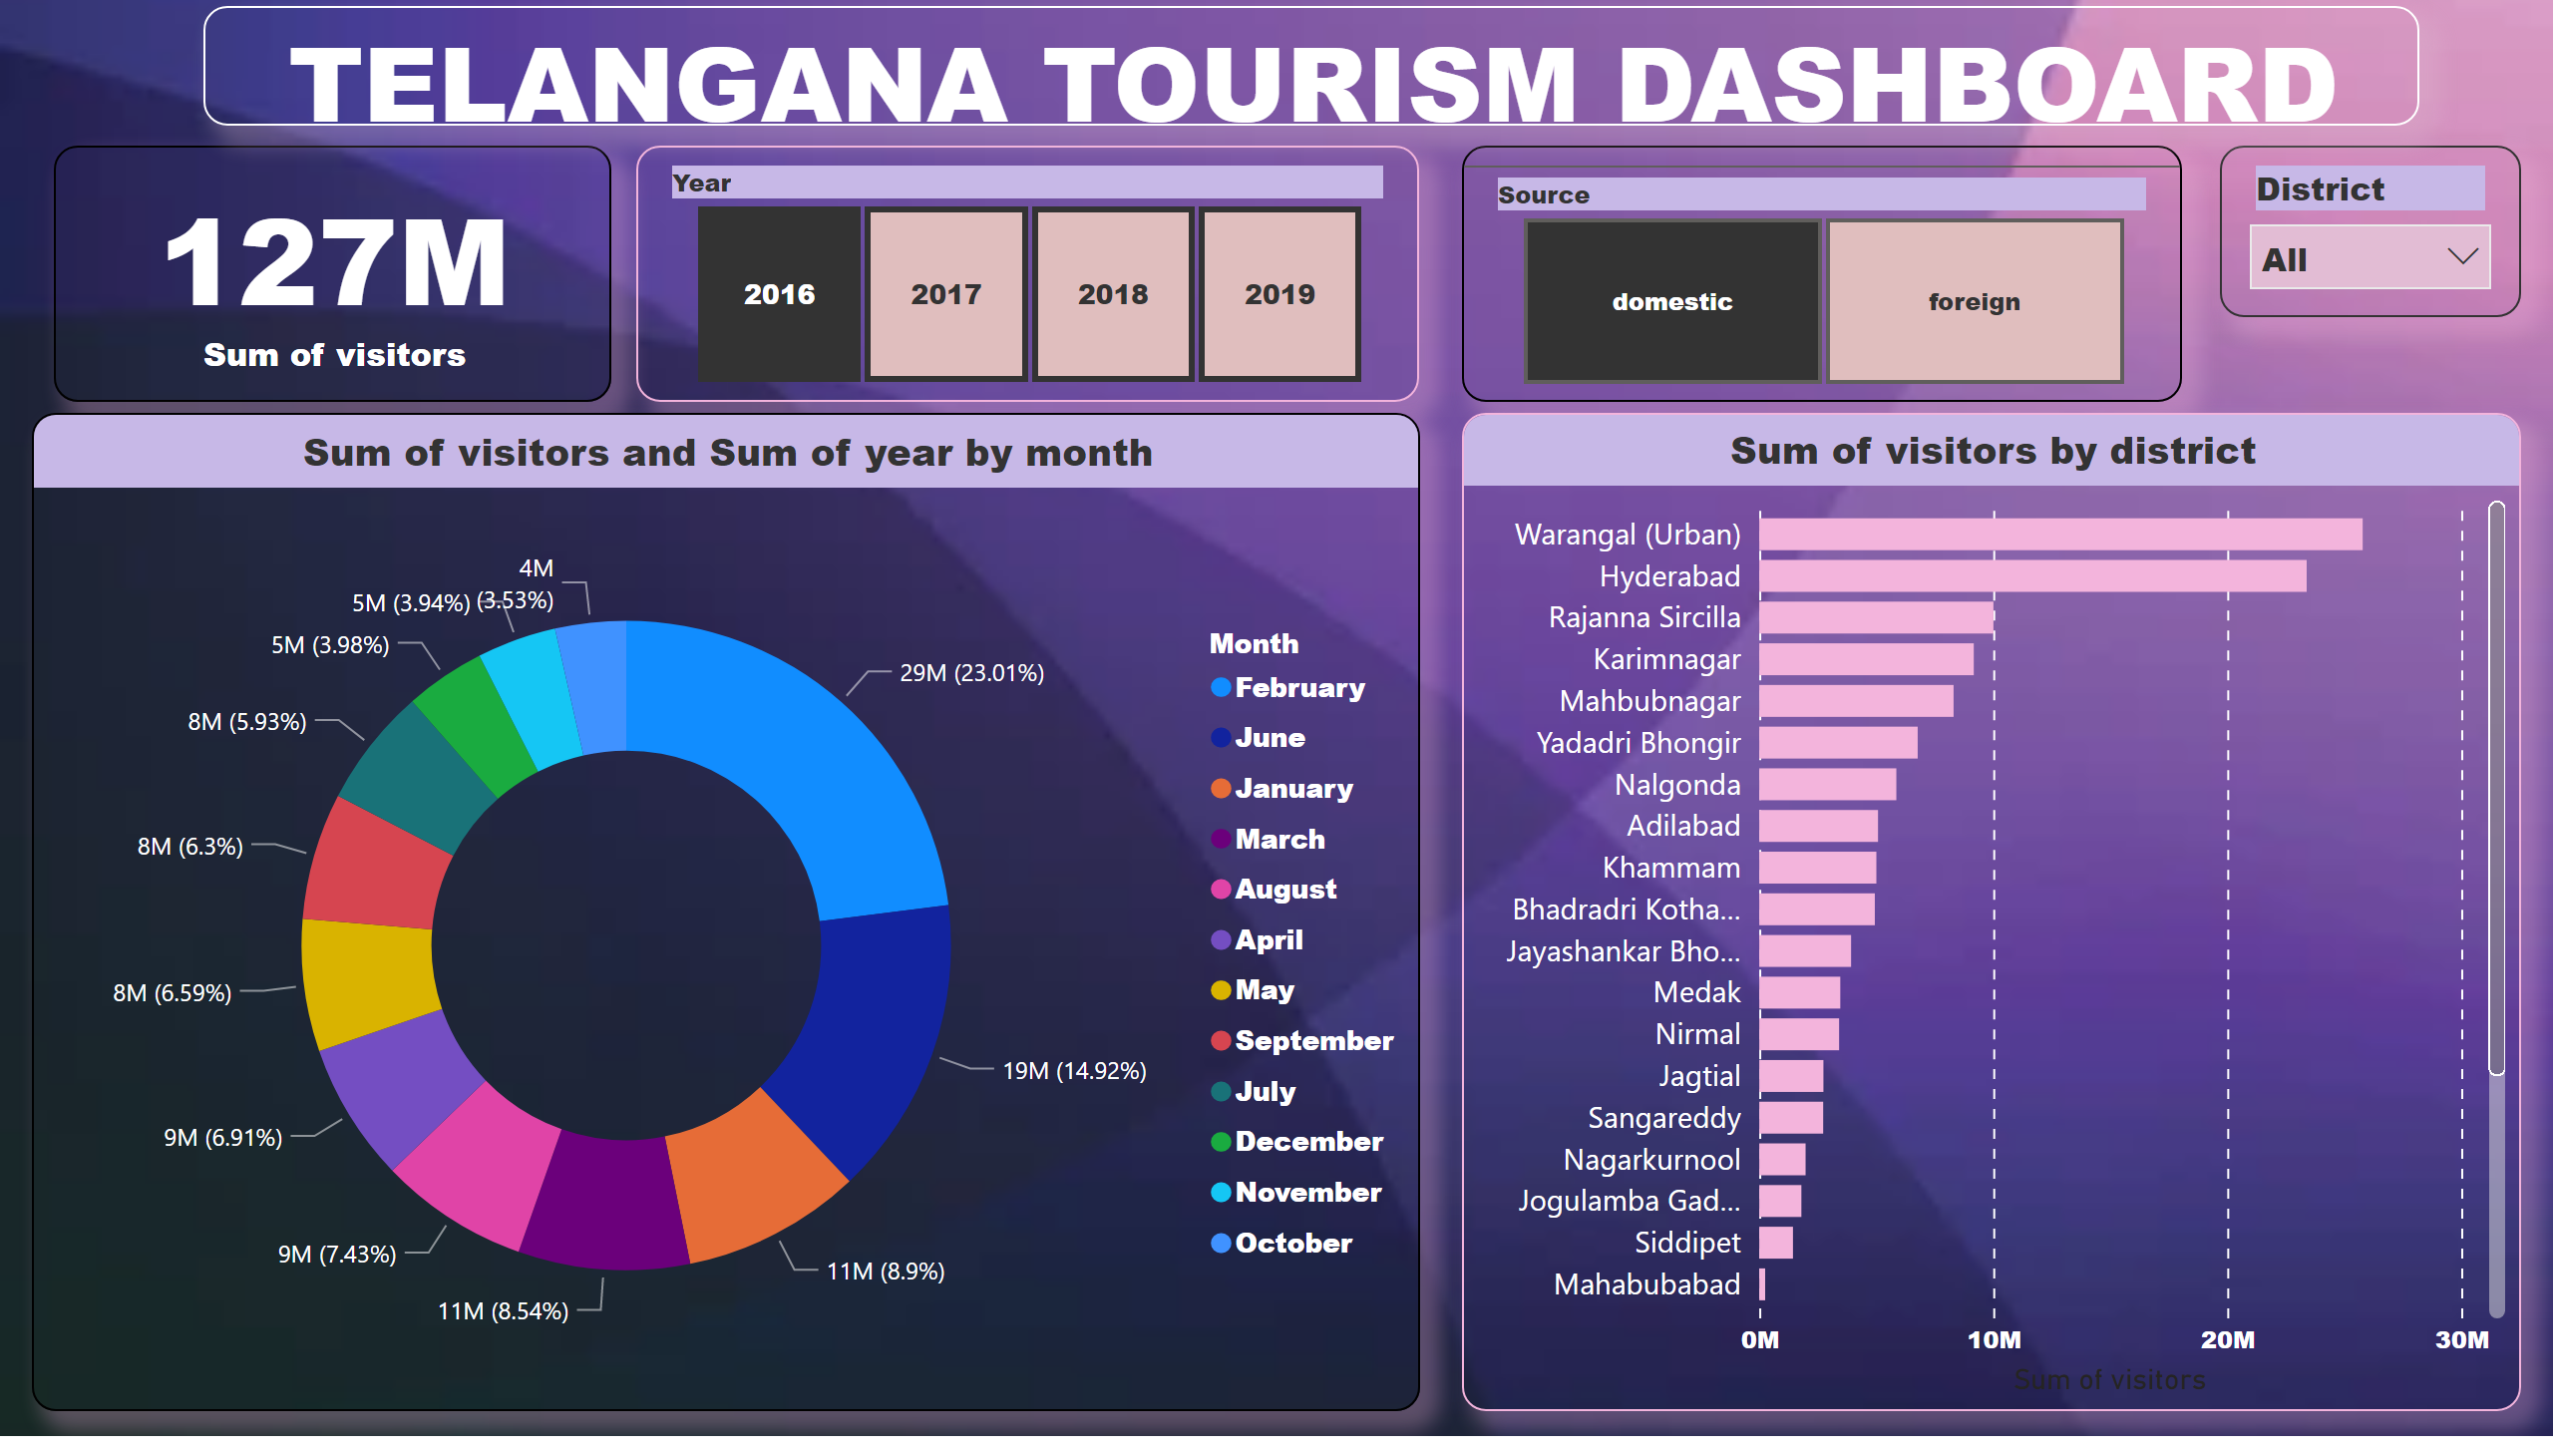 TELANGANA TOURISM DASHBOARD
127M
Sum of visitors
Year
2016
2017
2018
2019
Source
domestic
foreign
District
All
Sum of visitors and Sum of year by month
4M
(3.53%)
5M (3.94%)
5M (3.98%)
8M (5.93%)
8M (6.3%)
8M (6.59%)
9M (6.91%)
9M (7.43%)
11M (8.54%)
11M (8.9%)
19M (14.92%)
29M (23.01%)
Month
February
June
January
March
August
April
May
September
July
December
November
October
Sum of visitors by district
Warangal (Urban)
Hyderabad
Rajanna Sircilla
Karimnagar
Mahbubnagar
Yadadri Bhongir
Nalgonda
Adilabad
Khammam
Bhadradri Kotha...
Jayashankar Bho...
Medak
Nirmal
Jagtial
Sangareddy
Nagarkurnool
Jogulamba Gad...
Siddipet
Mahabubabad
0M
10M
20M
30M
Sum of visitors